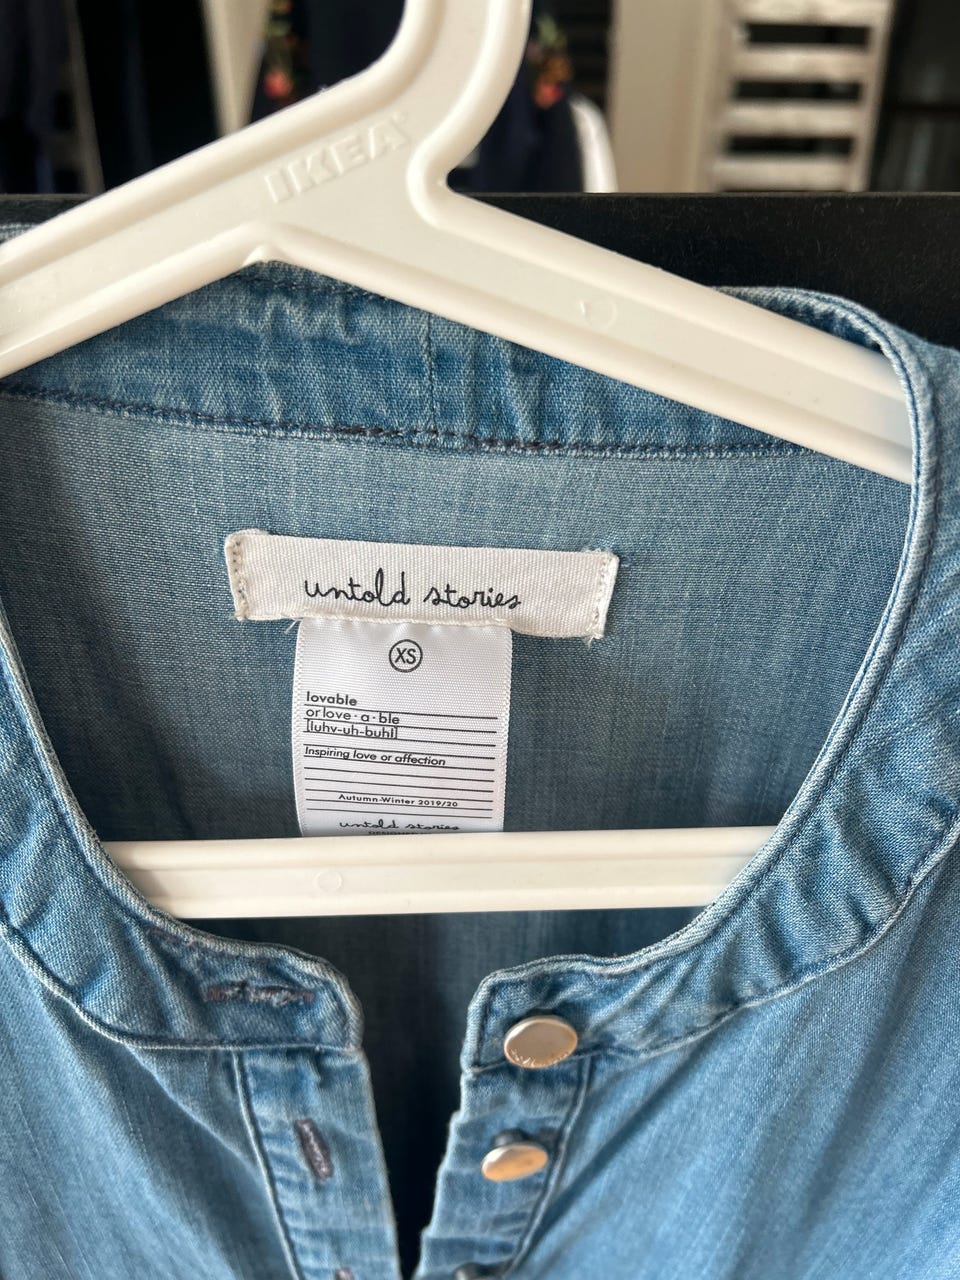 IKEA
untold stories
XS
lovable
or love · a · ble
[luhv-uh-buhl]
Inspiring love or affection
Autumn-Winter 2019/20
untold stories